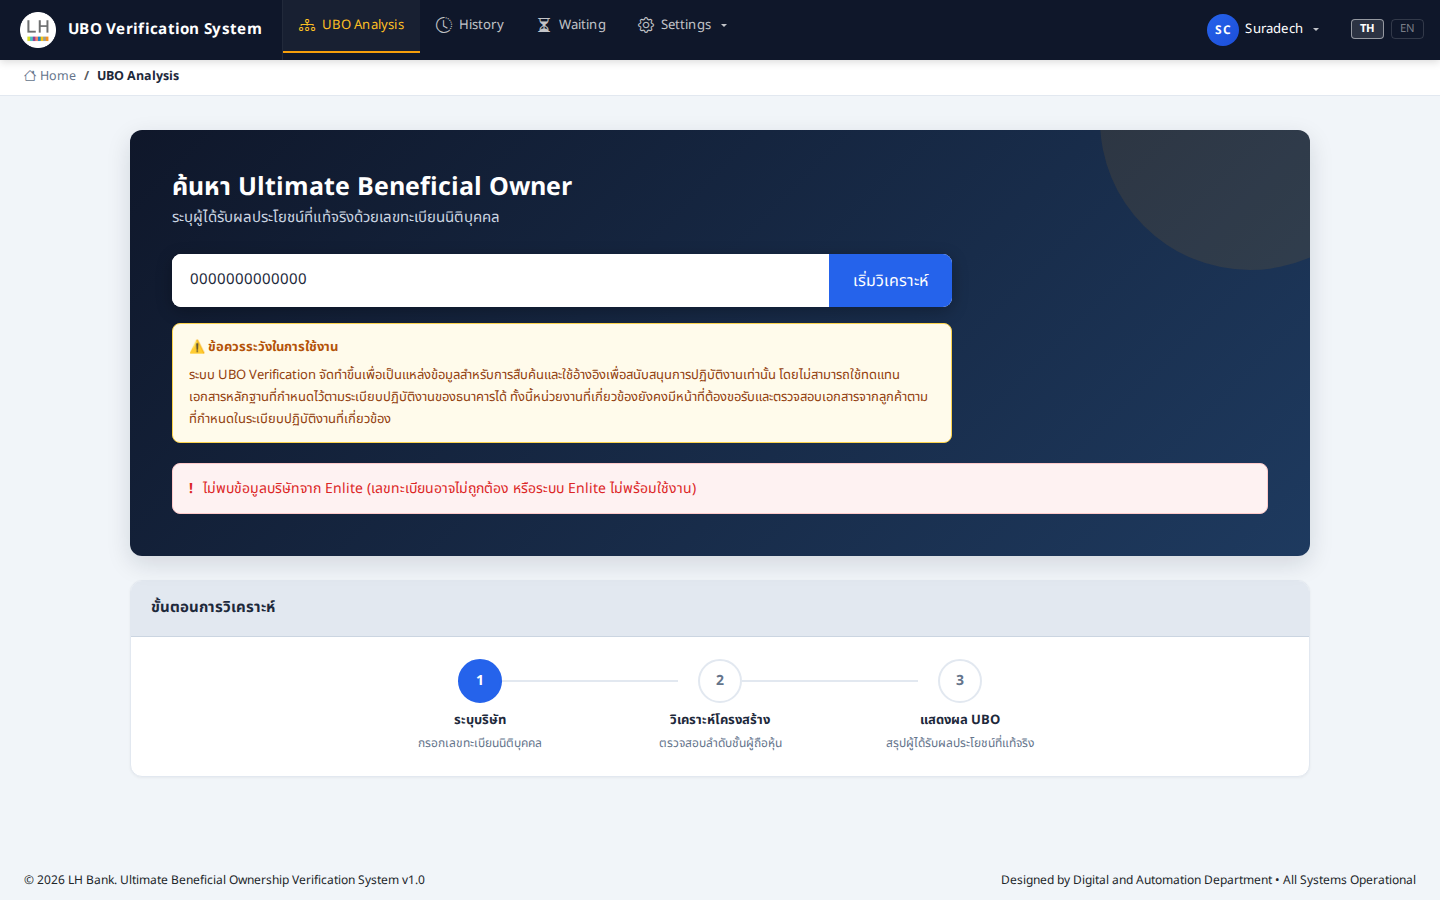 LH
UBO Verification System
UBO Analysis
History
Waiting
Settings
SC
Suradech
TH
EN
Home / UBO Analysis
ค้นหา Ultimate Beneficial Owner
ระบุผู้ได้รับผลประโยชน์ที่แท้จริงด้วยเลขทะเบียนนิติบุคคล
0000000000000
เริ่มวิเคราะห์
⚠️ ข้อควรระวังในการใช้งาน
ระบบ UBO Verification จัดทำขึ้นเพื่อเป็นแหล่งข้อมูลสำหรับการสืบค้นและใช้อ้างอิงเพื่อสนับสนุนการปฏิบัติงานเท่านั้น โดยไม่สามารถใช้ทดแทน
เอกสารหลักฐานที่กำหนดไว้ตามระเบียบปฏิบัติงานของธนาคารได้ ทั้งนี้หน่วยงานที่เกี่ยวข้องยังคงมีหน้าที่ต้องขอรับและตรวจสอบเอกสารจากลูกค้าตาม
ที่กำหนดในระเบียบปฏิบัติงานที่เกี่ยวข้อง
! ไม่พบข้อมูลบริษัทจาก Enlite (เลขทะเบียนอาจไม่ถูกต้อง หรือระบบ Enlite ไม่พร้อมใช้งาน)
ขั้นตอนการวิเคราะห์
1
2
3
ระบุบริษัท
วิเคราะห์โครงสร้าง
แสดงผล UBO
กรอกเลขทะเบียนนิติบุคคล
ตรวจสอบลำดับชั้นผู้ถือหุ้น
สรุปผู้ได้รับผลประโยชน์ที่แท้จริง
© 2026 LH Bank. Ultimate Beneficial Ownership Verification System v1.0
Designed by Digital and Automation Department • All Systems Operational